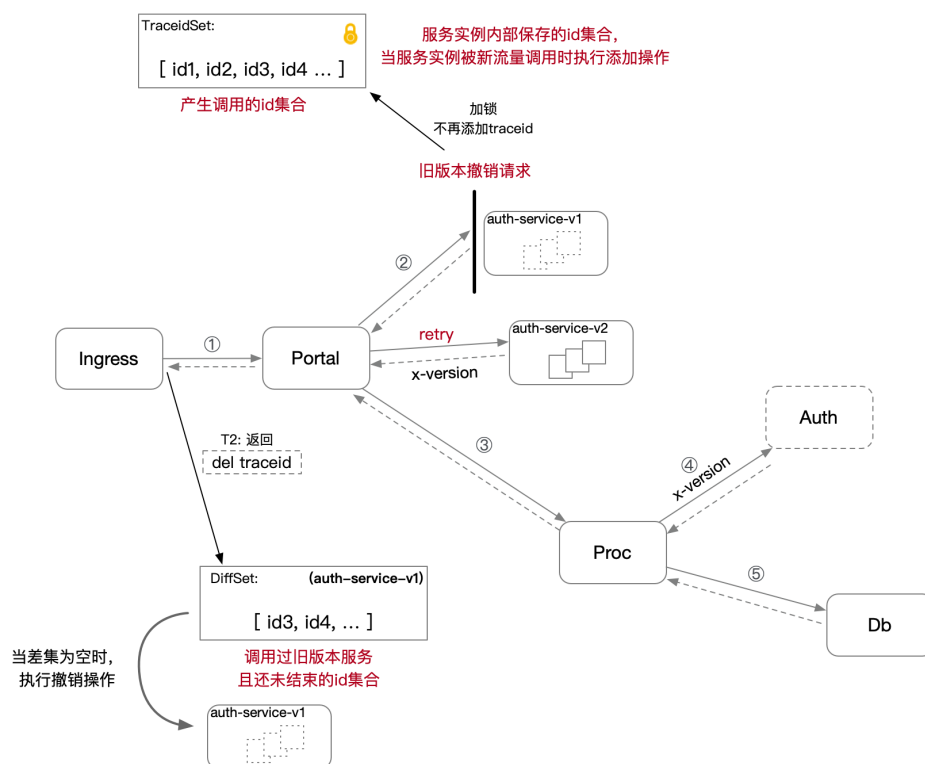 TraceidSet:
[ id1, id2, id3, id4 ... ]
产生调用的id集合
服务实例内部保存的id集合，
当服务实例被新流量调用时执行添加操作
加锁
不再添加traceid
旧版本撤销请求
auth-service-v1
②
retry
auth-service-v2
x-version
Ingress
①
Portal
③
Auth
④
x-version
T2: 返回
del traceid
Proc
⑤
Db
DiffSet:
(auth-service-v1)
[ id3, id4, ... ]
当差集为空时，
执行撤销操作
调用过旧版本服务
且还未结束的id集合
auth-service-v1